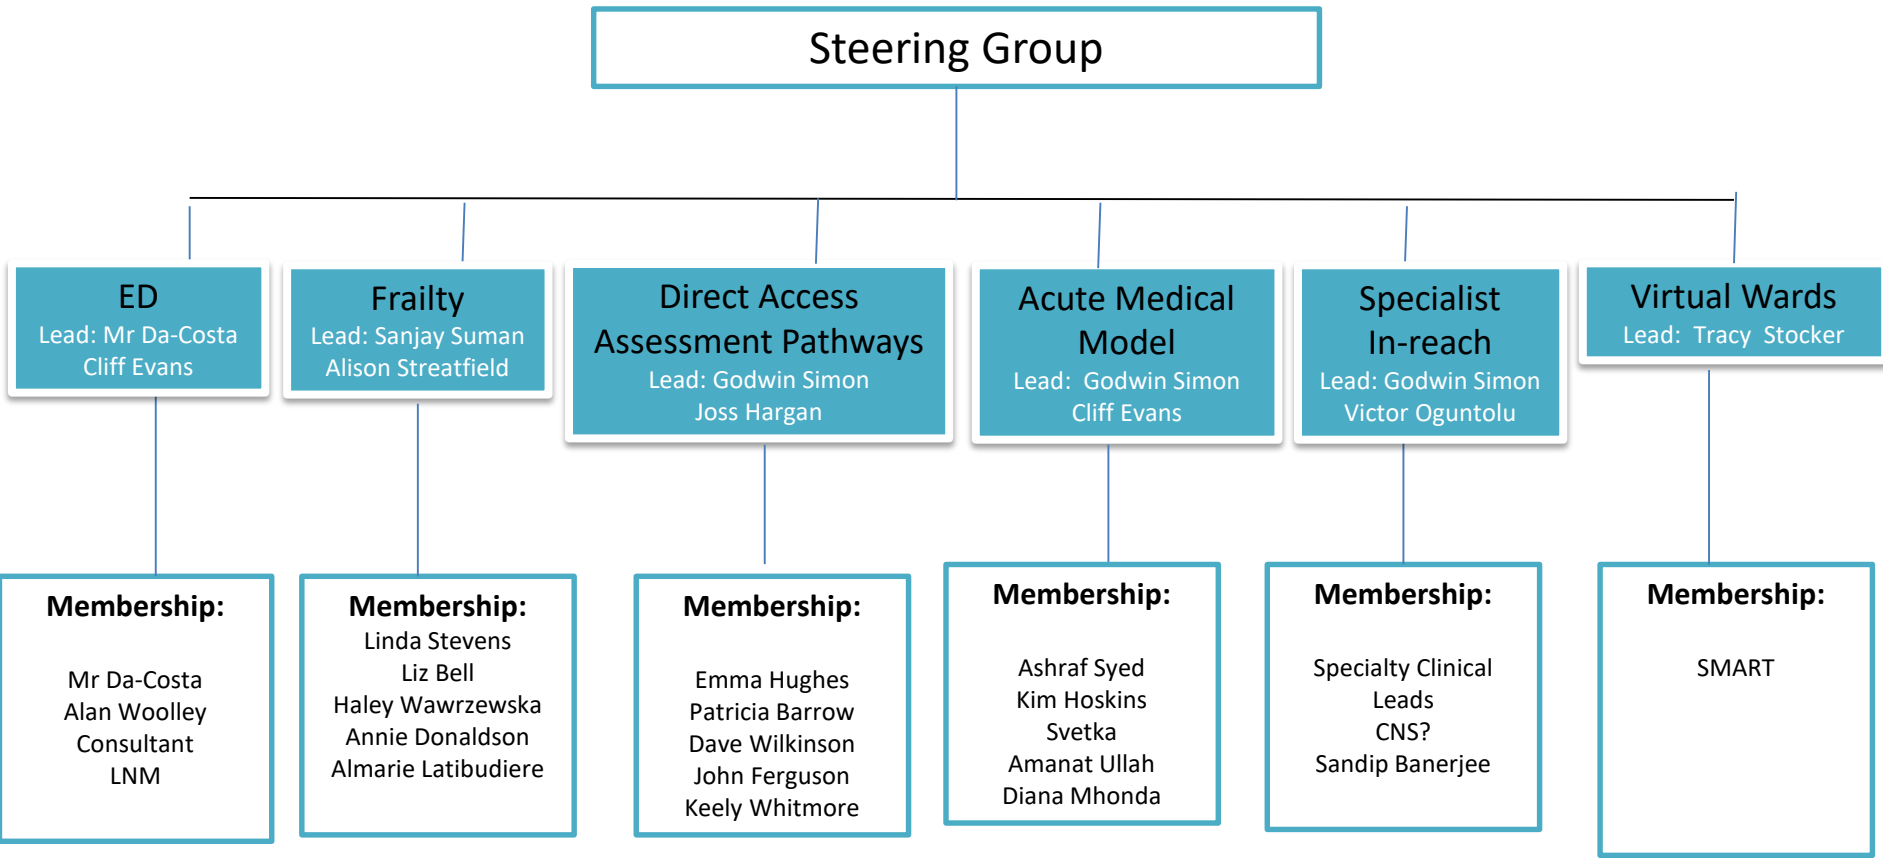 Steering Group
ED
Lead: Mr Da-Costa
Cliff Evans
Frailty
Lead: Sanjay Suman
Alison Streatfield
Direct Access
Assessment Pathways
Lead: Godwin Simon
Joss Hargan
Acute Medical
Model
Lead:  Godwin Simon
Cliff Evans
Specialist
In-reach
Lead: Godwin Simon
Victor Oguntolu
Virtual Wards
Lead:  Tracy  Stocker
Membership:
Mr Da-Costa
Alan Woolley
Consultant
LNM
Membership:
Linda Stevens
Liz Bell
Haley Wawrzewska
Annie Donaldson
Almarie Latibudiere
Membership:
Emma Hughes
Patricia Barrow
Dave Wilkinson
John Ferguson
Keely Whitmore
Membership:
Ashraf Syed
Kim Hoskins
Svetka
Amanat Ullah
Diana Mhonda
Membership:
Specialty Clinical
Leads
CNS?
Sandip Banerjee
Membership:
SMART